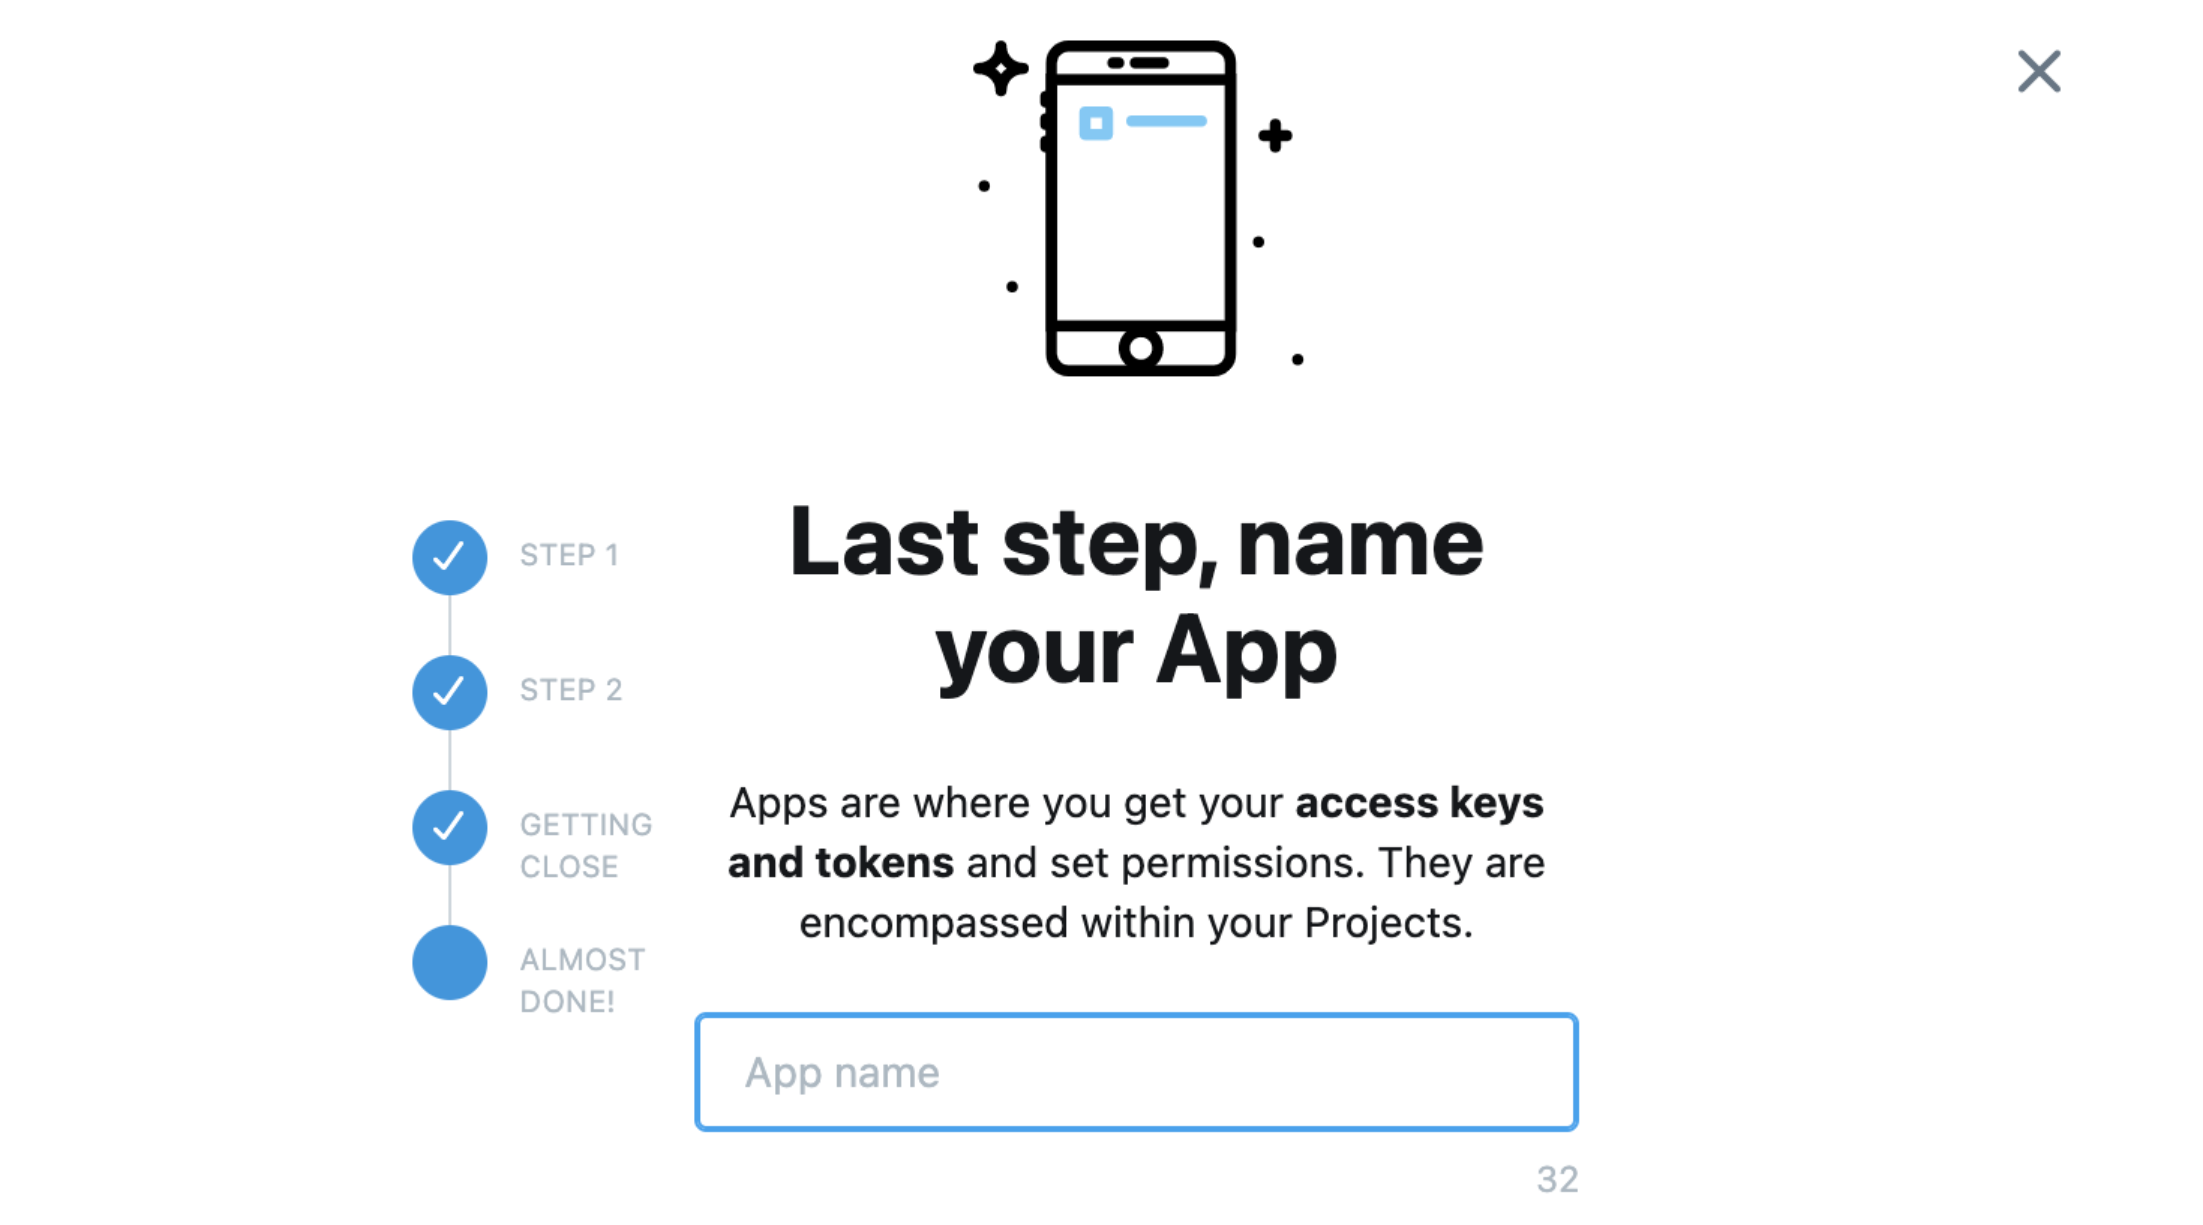 Last step, name
your App
STEP 1
STEP 2
GETTING
CLOSE
ALMOST
DONE!
Apps are where you get your access keys
and tokens and set permissions. They are
encompassed within your Projects.
App name
32